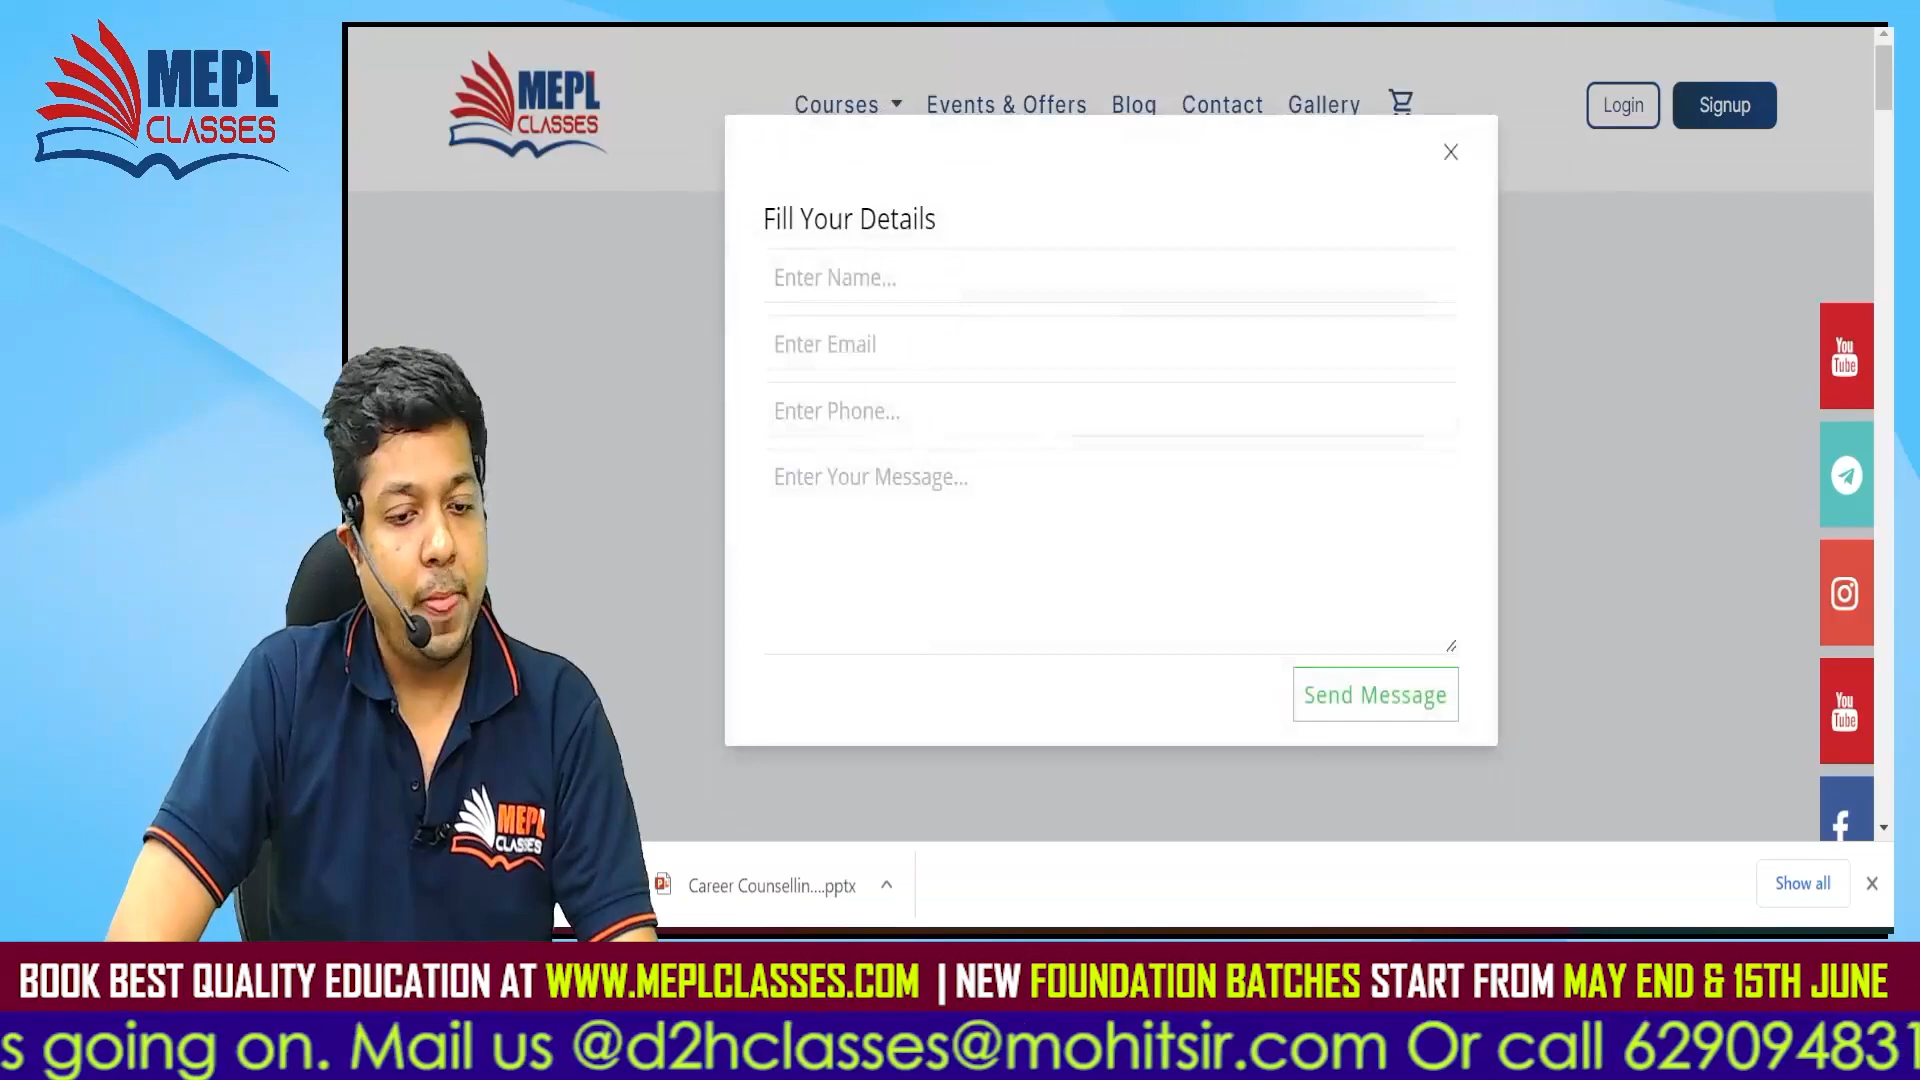 MEPL
CLASSES
MEPL
CLASSES
Courses
Events & Offers
Blog
Contact
Gallery
Login
Signup
Fill Your Details
Enter Name...
Enter Email
Enter Phone...
Enter Your Message...
Send Message
You
Tube
You
Tube
MEPL
CLASSES
Career Counsellin....pptx
Show all
BOOK BEST QUALITY EDUCATION AT WWW.MEPLCLASSES.COM | NEW FOUNDATION BATCHES START FROM MAY END & 15TH JUNE
s going on. Mail us @d2hclasses@mohitsir.com Or call 629094831